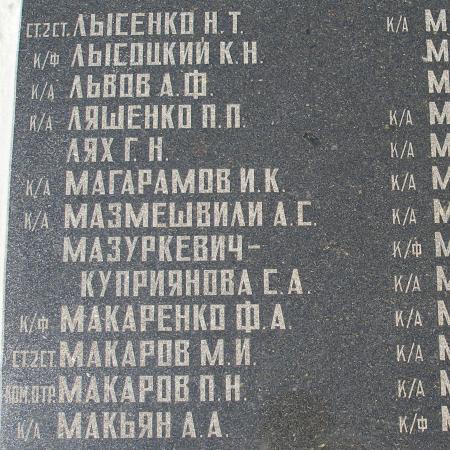 СТ.2СТ. ЛЫСЕНКО Н.Т. К/А М
К/Ф ЛЫСОЦКИЙ К.Н.
К/А ЛЬВОВ А.Ф. М
К/А ЛЯШЕНКО П.П. К/А М
ЛЯХ Г.Н. К/А М
К/А МАГАРАМОВ И.К. К/А М
К/А МАЗМЕШВИЛИ А.С. К/А М
МАЗУРКЕВИЧ- К/Ф М
КУПРИЯНОВА С.А. К/А М
К/Ф МАКАРЕНКО Ф.А. К/А М
СТ.2СТ. МАКАРОВ М.И. К/А М
КОМ.ОТР. МАКАРОВ П.Н. К/А М
К/А МАКЬЯН А.А. К/Ф М